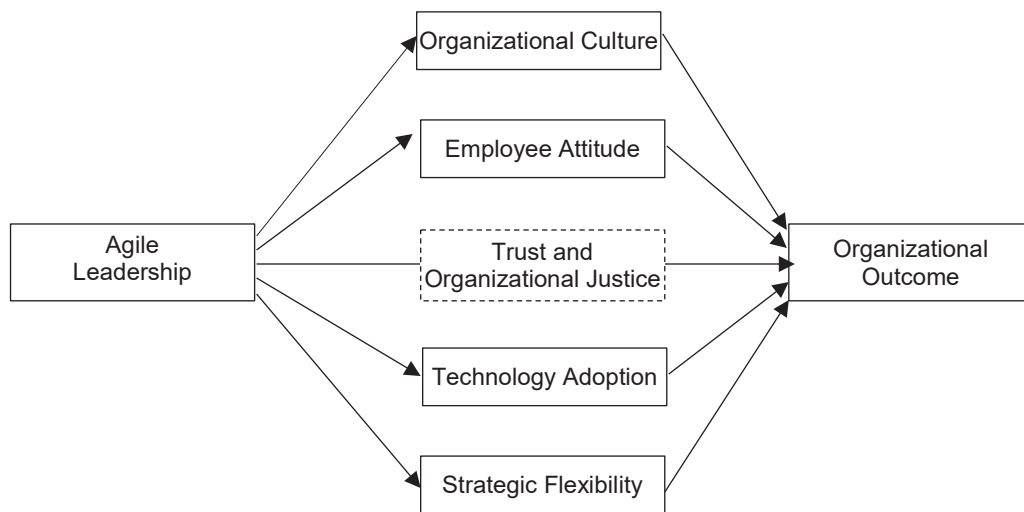 Organizational Culture
Employee Attitude
Agile
Leadership
Trust and
Organizational Justice
Organizational
Outcome
Technology Adoption
Strategic Flexibility